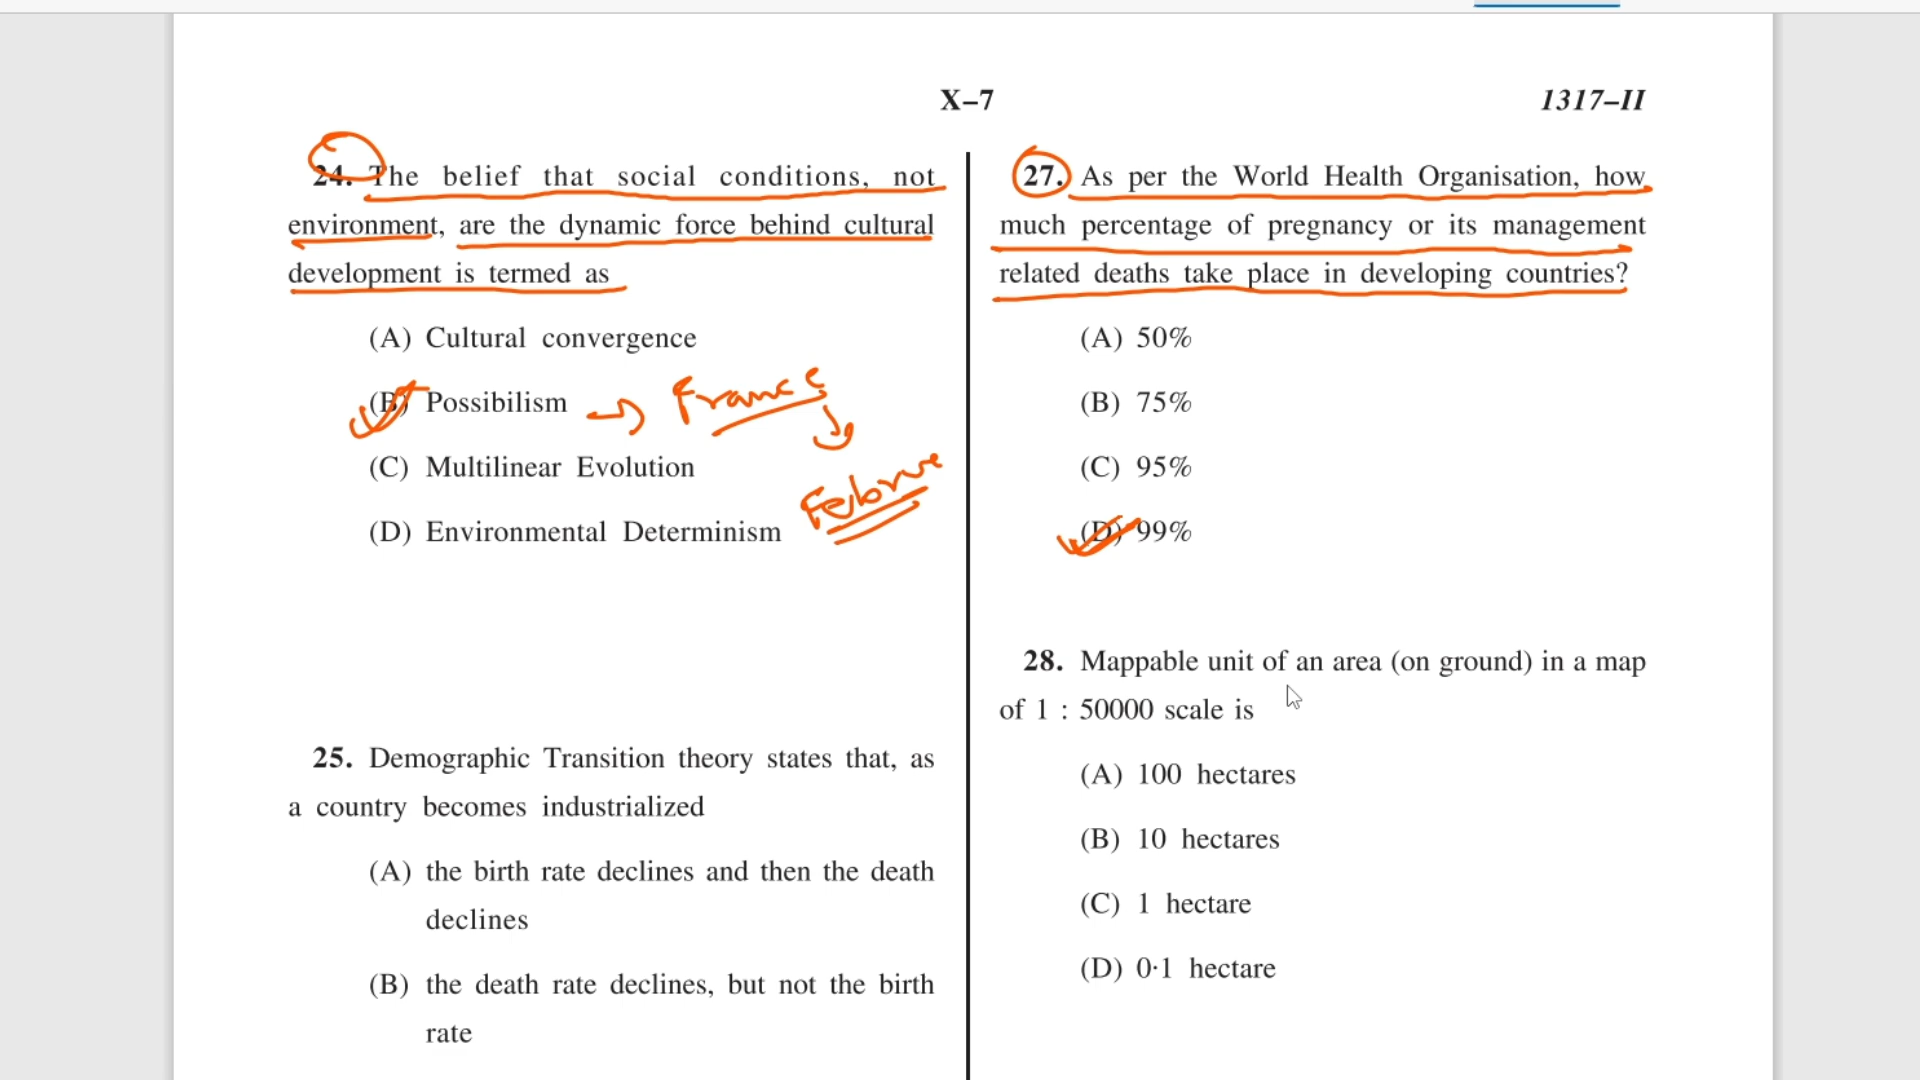 X–7
1317–II
24. The belief that social conditions, not
environment, are the dynamic force behind cultural
development is termed as
(A) Cultural convergence
(B) Possibilism
France
(C) Multilinear Evolution
(D) Environmental Determinism
25. Demographic Transition theory states that, as
a country becomes industrialized
(A) the birth rate declines and then the death
declines
(B) the death rate declines, but not the birth
rate
27. As per the World Health Organisation, how
much percentage of pregnancy or its management
related deaths take place in developing countries?
(A) 50%
(B) 75%
(C) 95%
(D) 99%
28. Mappable unit of an area (on ground) in a map
of 1 : 50000 scale is
(A) 100 hectares
(B) 10 hectares
(C) 1 hectare
(D) 0·1 hectare